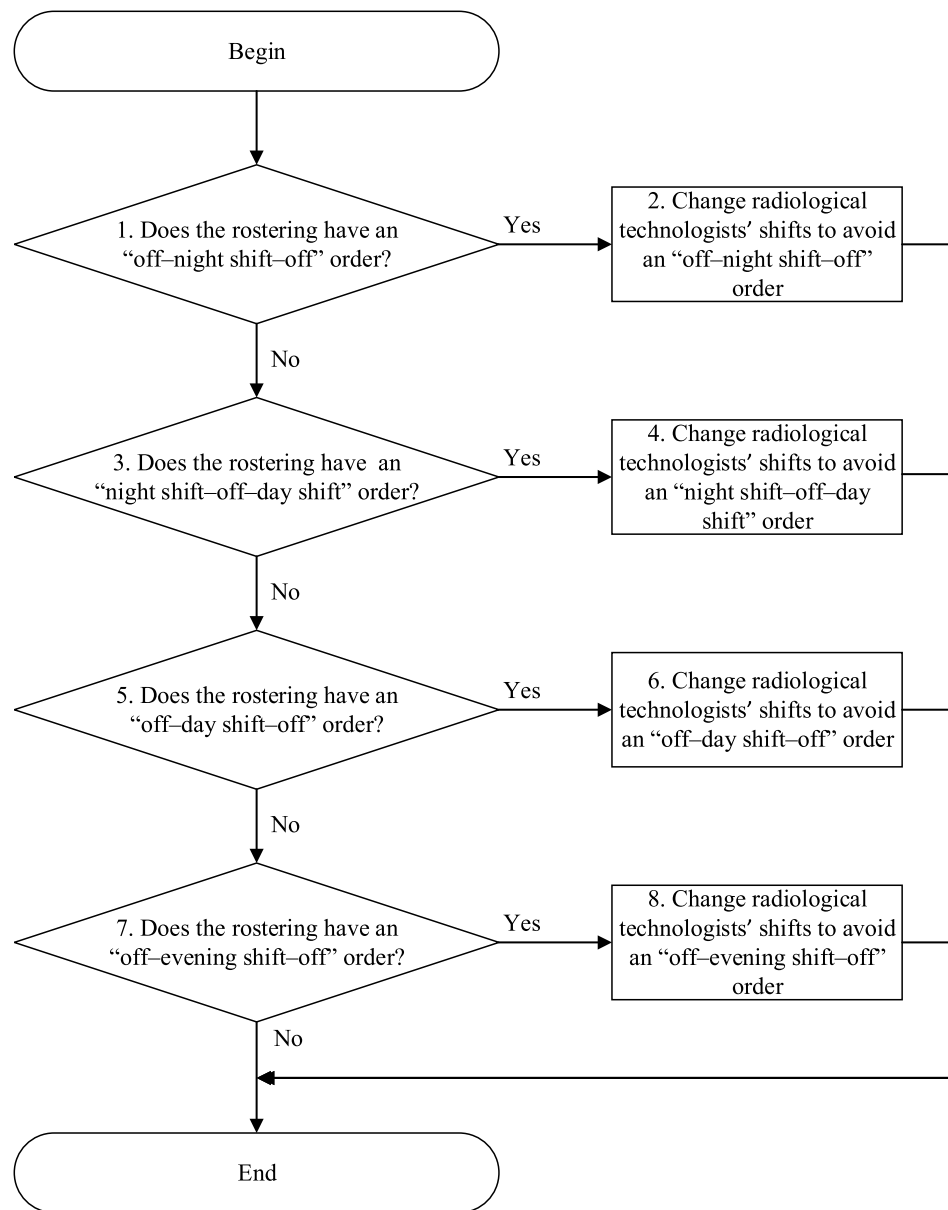 Begin
1. Does the rostering have an
“off–night shift–off” order?
Yes
2. Change radiological
technologists’ shifts to avoid
an “off–night shift–off”
order
No
3. Does the rostering have  an
“night shift–off–day shift” order?
Yes
4. Change radiological
technologists’ shifts to avoid
an “night shift–off–day
shift” order
No
5. Does the rostering have an
“off–day shift–off” order?
Yes
6. Change radiological
technologists’ shifts to avoid
an “off–day shift–off” order
No
7. Does the rostering have an
“off–evening shift–off” order?
Yes
8. Change radiological
technologists’ shifts to avoid
an “off–evening shift–off”
order
No
End